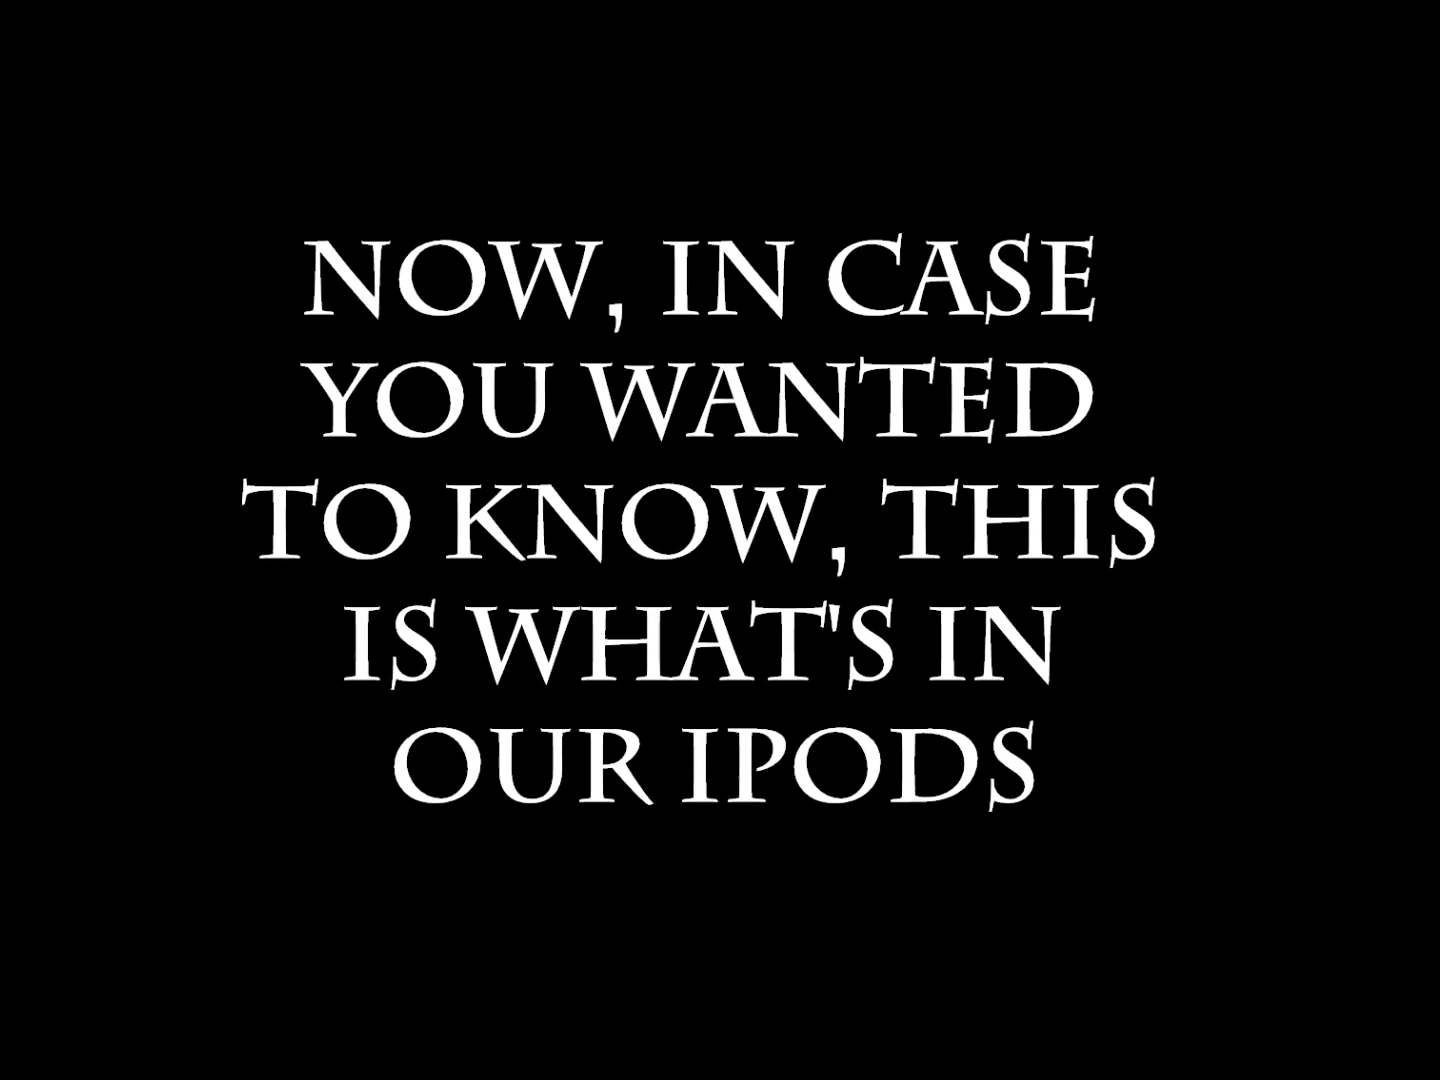 NOW, IN CASE
YOU WANTED
TO KNOW, THIS
IS WHAT'S IN
OUR IPODS